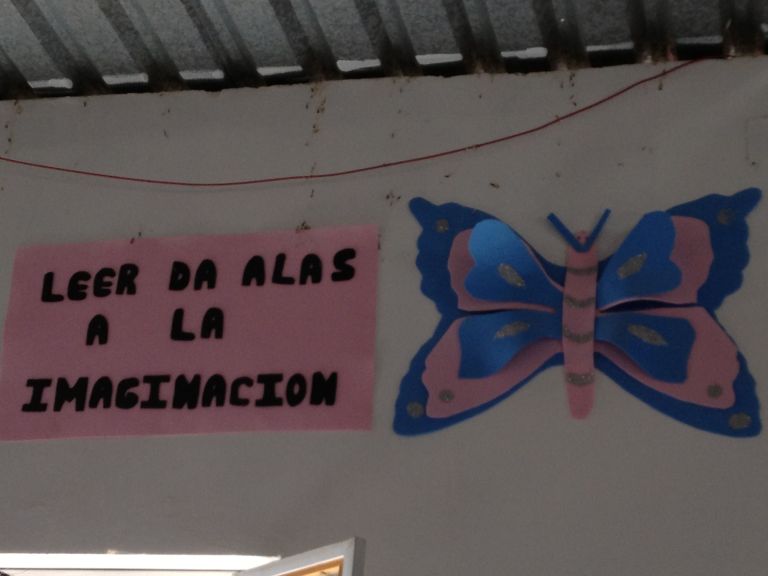 LEER DA ALAS
A LA
IMAGINACION